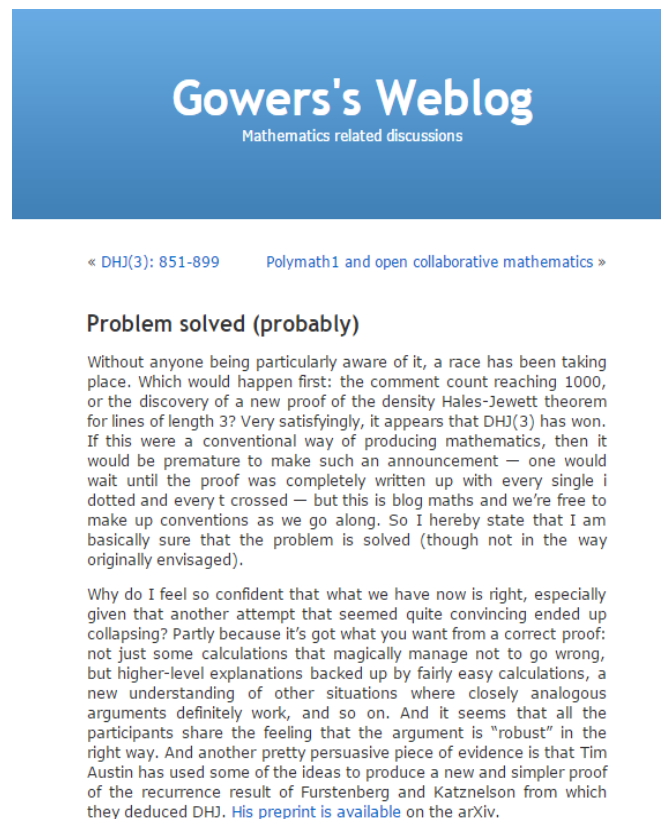 Gowers's Weblog
Mathematics related discussions
« DHJ(3): 851-899 Polymath1 and open collaborative mathematics »
Problem solved (probably)
Without anyone being particularly aware of it, a race has been taking
place. Which would happen first: the comment count reaching 1000,
or the discovery of a new proof of the density Hales-Jewett theorem
for lines of length 3? Very satisfyingly, it appears that DHJ(3) has won.
If this were a conventional way of producing mathematics, then it
would be premature to make such an announcement — one would
wait until the proof was completely written up with every single i
dotted and every t crossed — but this is blog maths and we're free to
make up conventions as we go along. So I hereby state that I am
basically sure that the problem is solved (though not in the way
originally envisaged).
Why do I feel so confident that what we have now is right, especially
given that another attempt that seemed quite convincing ended up
collapsing? Partly because it's got what you want from a correct proof:
not just some calculations that magically manage not to go wrong,
but higher-level explanations backed up by fairly easy calculations, a
new understanding of other situations where closely analogous
arguments definitely work, and so on. And it seems that all the
participants share the feeling that the argument is “robust” in the
right way. And another pretty persuasive piece of evidence is that Tim
Austin has used some of the ideas to produce a new and simpler proof
of the recurrence result of Furstenberg and Katznelson from which
they deduced DHJ. His preprint is available on the arXiv.